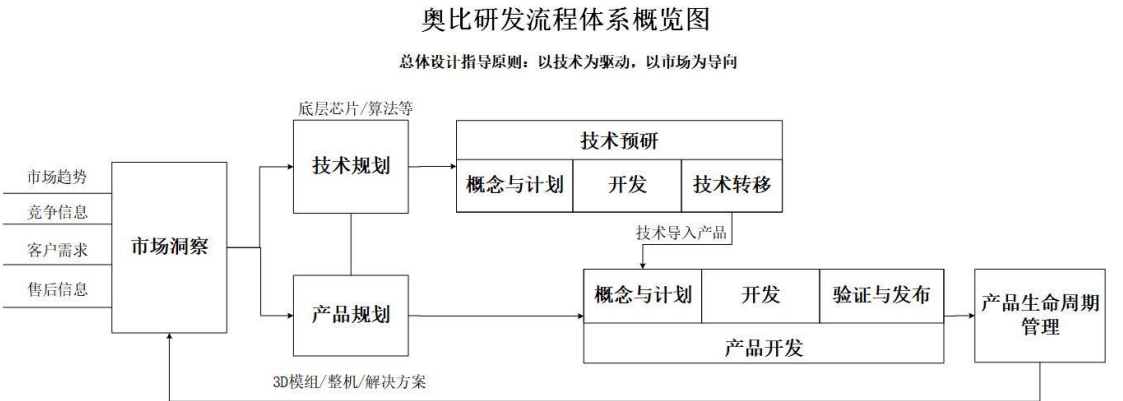 奥比研发流程体系概览图
总体设计指导原则：以技术为驱动，以市场为导向
底层芯片/算法等
技术规划
技术预研
概念与计划
开发
技术转移
市场趋势
竞争信息
客户需求
售后信息
市场洞察
技术导入产品
产品规划
概念与计划
开发
验证与发布
产品开发
产品生命周期
管理
3D模组/整机/解决方案